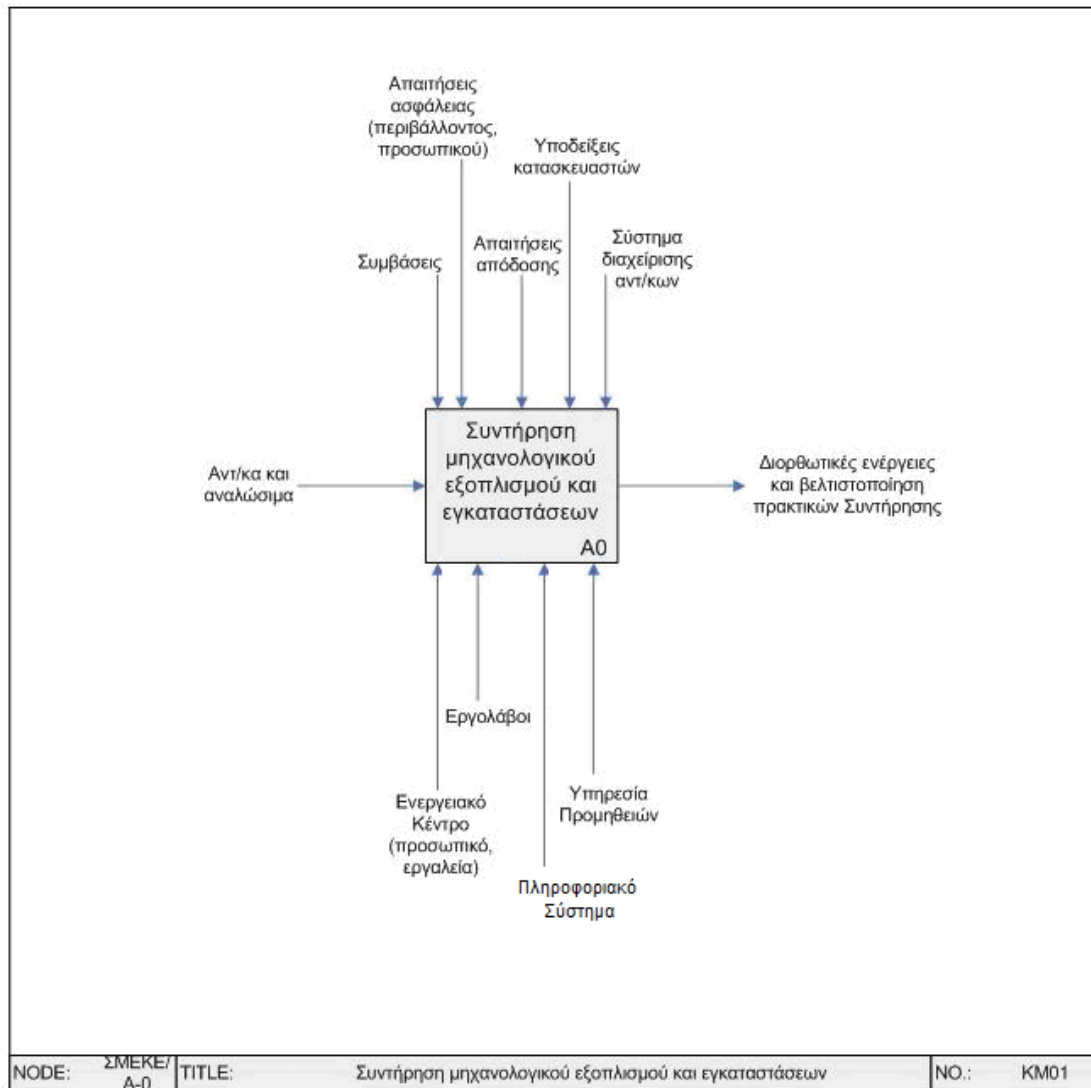 Απαιτήσεις
ασφάλειας
(περιβάλλοντος,
προσωπικού)
Υποδείξεις
κατασκευαστών
Συμβάσεις
Απαιτήσεις
απόδοσης
Σύστημα
διαχείρισης
αντ/κων
Συντήρηση
μηχανολογικού
εξοπλισμού και
εγκαταστάσεων
A0
Αντ/κα και
αναλώσιμα
Διορθωτικές ενέργειες
και βελτιστοποίηση
πρακτικών Συντήρησης
Εργολάβοι
Ενεργειακό
Κέντρο
(προσωπικό,
εργαλεία)
Υπηρεσία
Προμηθειών
Πληροφοριακό
Σύστημα
NODE:
ΣΜΕΚΕ/
A-0
TITLE:
Συντήρηση μηχανολογικού εξοπλισμού και εγκαταστάσεων
NO.:
KM01